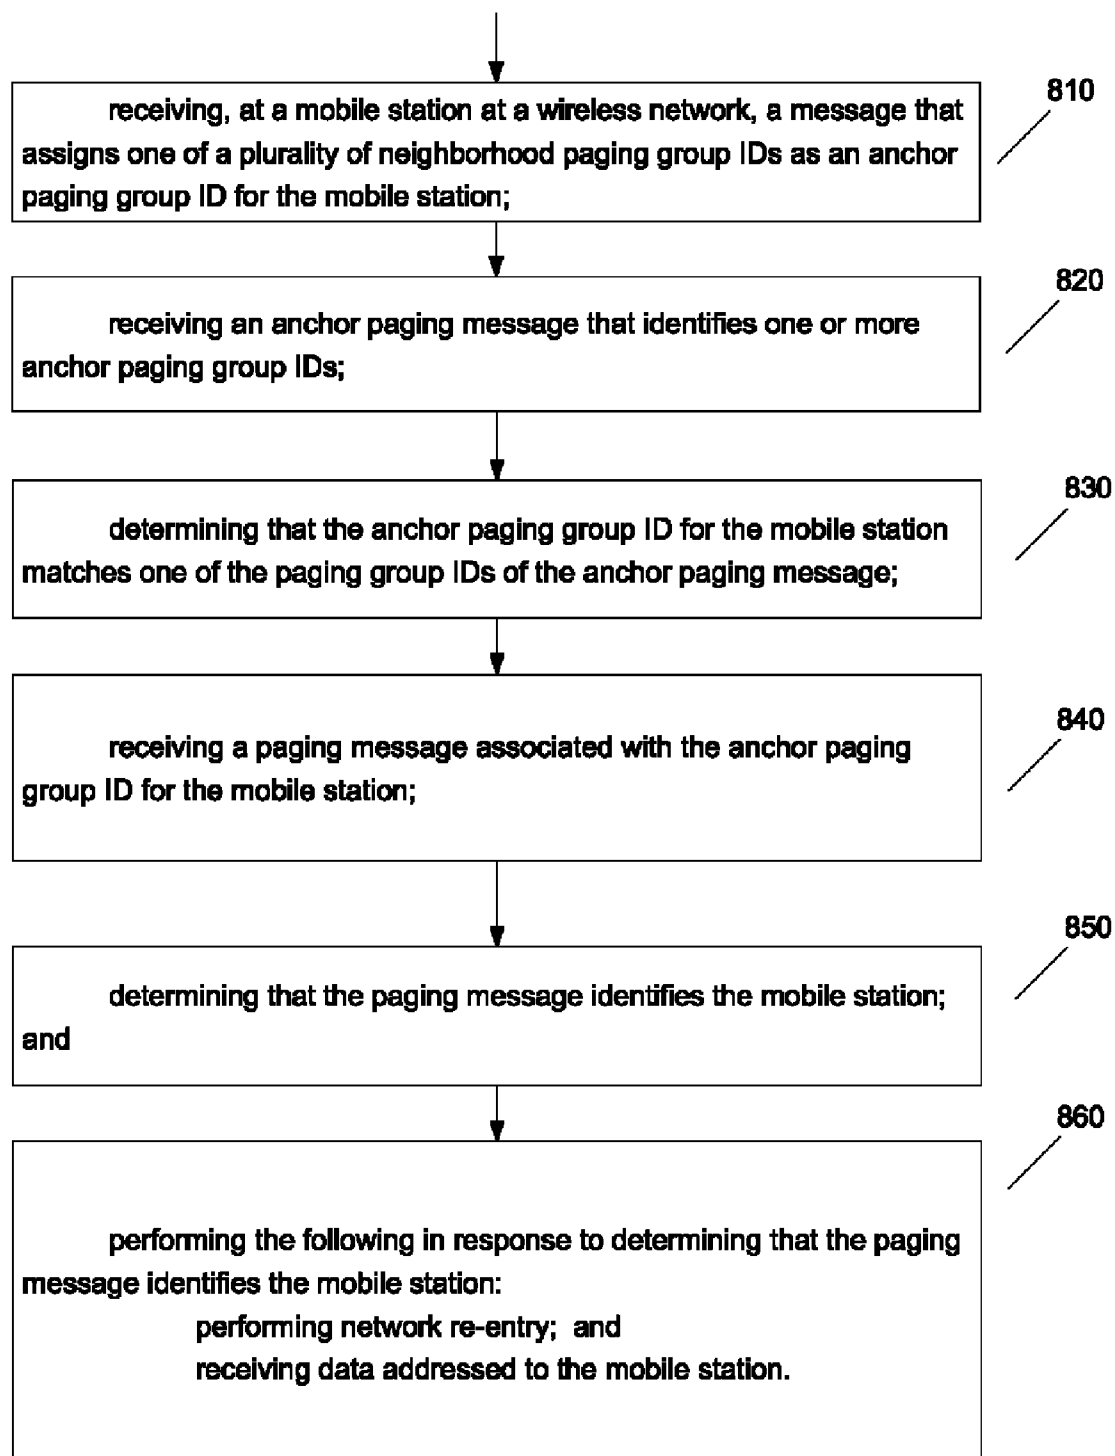 receiving, at a mobile station at a wireless network, a message that
assigns one of a plurality of neighborhood paging group IDs as an anchor
paging group ID for the mobile station;
810
receiving an anchor paging message that identifies one or more
anchor paging group IDs;
820
determining that the anchor paging group ID for the mobile station
matches one of the paging group IDs of the anchor paging message;
830
receiving a paging message associated with the anchor paging
group ID for the mobile station;
840
determining that the paging message identifies the mobile station;
and
850
performing the following in response to determining that the paging
message identifies the mobile station:
performing network re-entry; and
receiving data addressed to the mobile station.
860